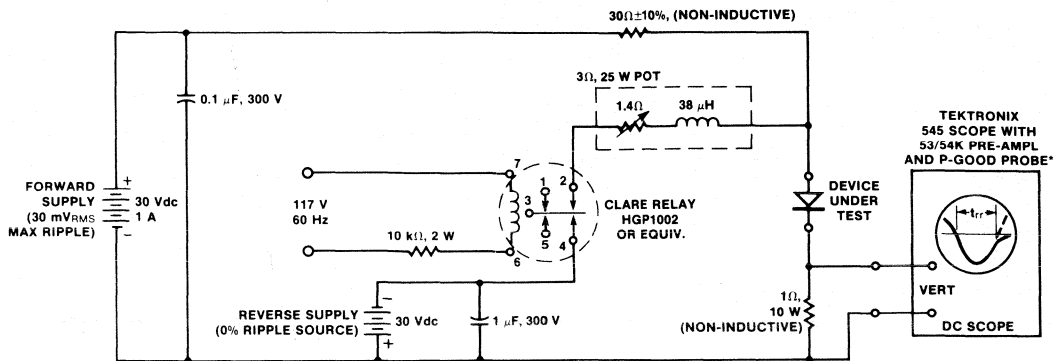 30Ω±10%, (NON-INDUCTIVE)
3Ω, 25 W POT
1.4Ω
38 μH
0.1 μF, 300 V
TEKTRONIX
545 SCOPE WITH
53/54K PRE-AMPL
AND P-GOOD PROBE*
FORWARD
SUPPLY
(30 mVRMS
MAX RIPPLE)
+
30 Vdc
1 A
−
117 V
60 Hz
7
1
2
3
5
4
6
CLARE RELAY
HGP1002
OR EQUIV.
10 kΩ, 2 W
DEVICE
UNDER
TEST
trr
VERT
DC SCOPE
REVERSE SUPPLY
(0% RIPPLE SOURCE)
−
30 Vdc
+
1 μF, 300 V
1Ω,
10 W
(NON-INDUCTIVE)